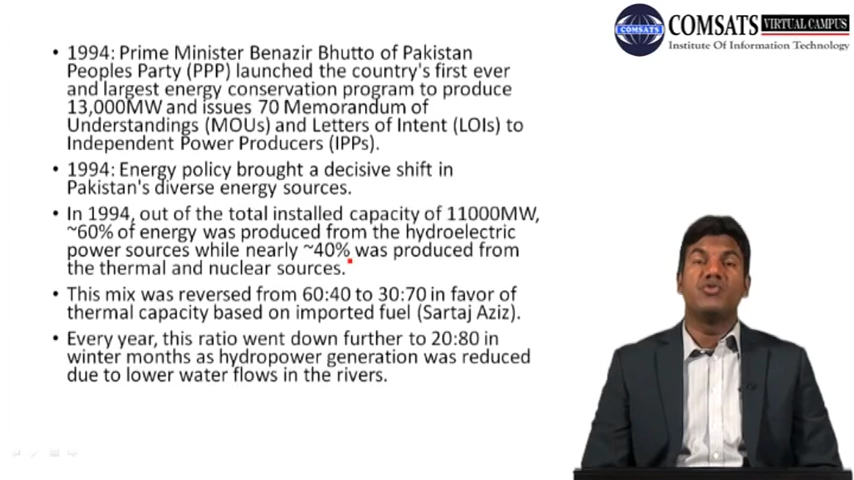 COMSATS VIRTUAL CAMPUS
COMSATS
Institute Of Information Technology
• 1994: Prime Minister Benazir Bhutto of Pakistan
Peoples Party (PPP) launched the country's first ever
and largest energy conservation program to produce
13,000MW and issues 70 Memorandum of
Understandings (MOUs) and Letters of Intent (LOIs) to
Independent Power Producers (IPPs).
• 1994: Energy policy brought a decisive shift in
Pakistan's diverse energy sources.
• In 1994, out of the total installed capacity of 11000MW,
~60% of energy was produced from the hydroelectric
power sources while nearly ~40% was produced from
the thermal and nuclear sources.
• This mix was reversed from 60:40 to 30:70 in favor of
thermal capacity based on imported fuel (Sartaj Aziz).
• Every year, this ratio went down further to 20:80 in
winter months as hydropower generation was reduced
due to lower water flows in the rivers.